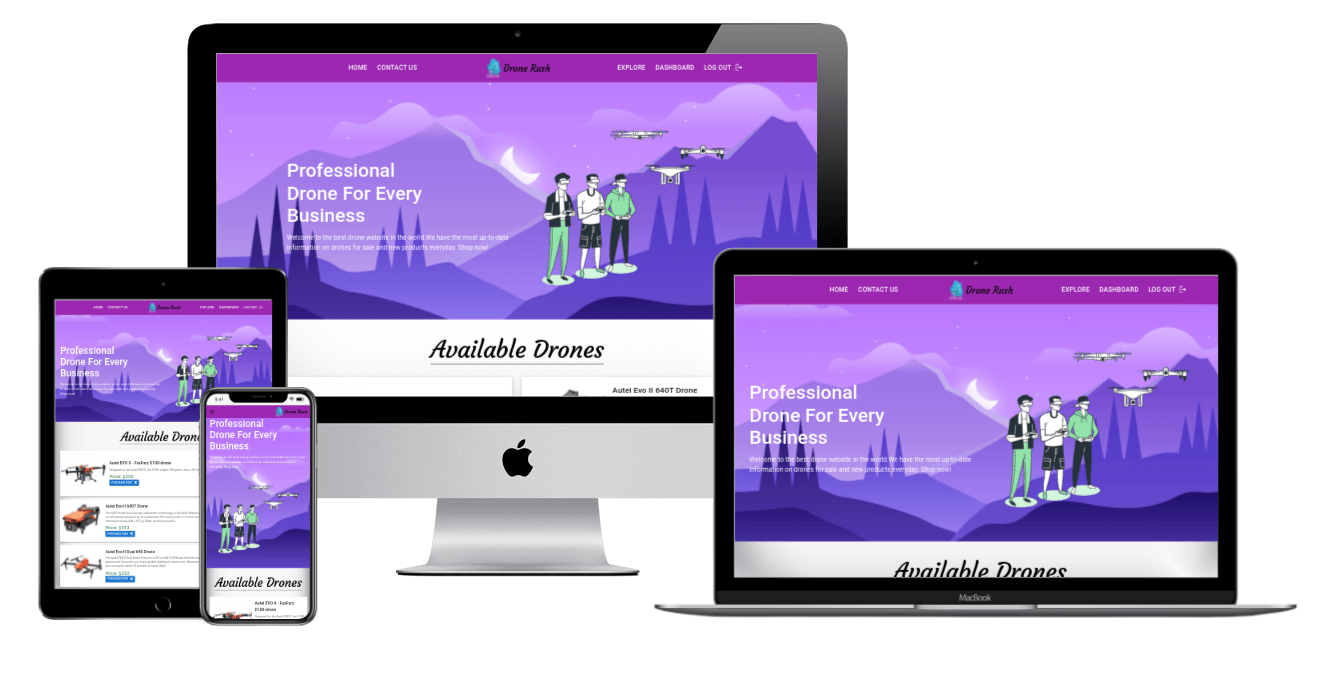 HOME CONTACT US Drone Rush EXPLORE DASHBOARD LOG OUT
Professional
Drone For Every
Business
Welcome to the best drone website in the world.We have the most up-to-date
information on drones for sale and new products everyday. Shop now!
Available Drones
Autel Evo II 640T Drone
HOME CONTACT US Drone Rush EXPLORE DASHBOARD LOG OUT
Professional
Drone For Every
Business
Welcome to the best drone website in the world.We have the most up-to-date
information on drones for sale and new products everyday. Shop now!
Available Drones
MacBook
HOME CONTACT US Drone Rush EXPLORE DASHBOARD LOG OUT
Professional
Drone For Every
Business
Available Dron
Autel EVO II - FoxFury D100 drone
PURCHASE NOW
Autel Evo II 640T Drone
Price: $313
PURCHASE NOW
Autel Evo II Dual 640 Drone
PURCHASE NOW
9:41
Drone Rush
Professional
Drone For Every
Business
Available Drones
Autel EVO II - FoxFury
D100 drone